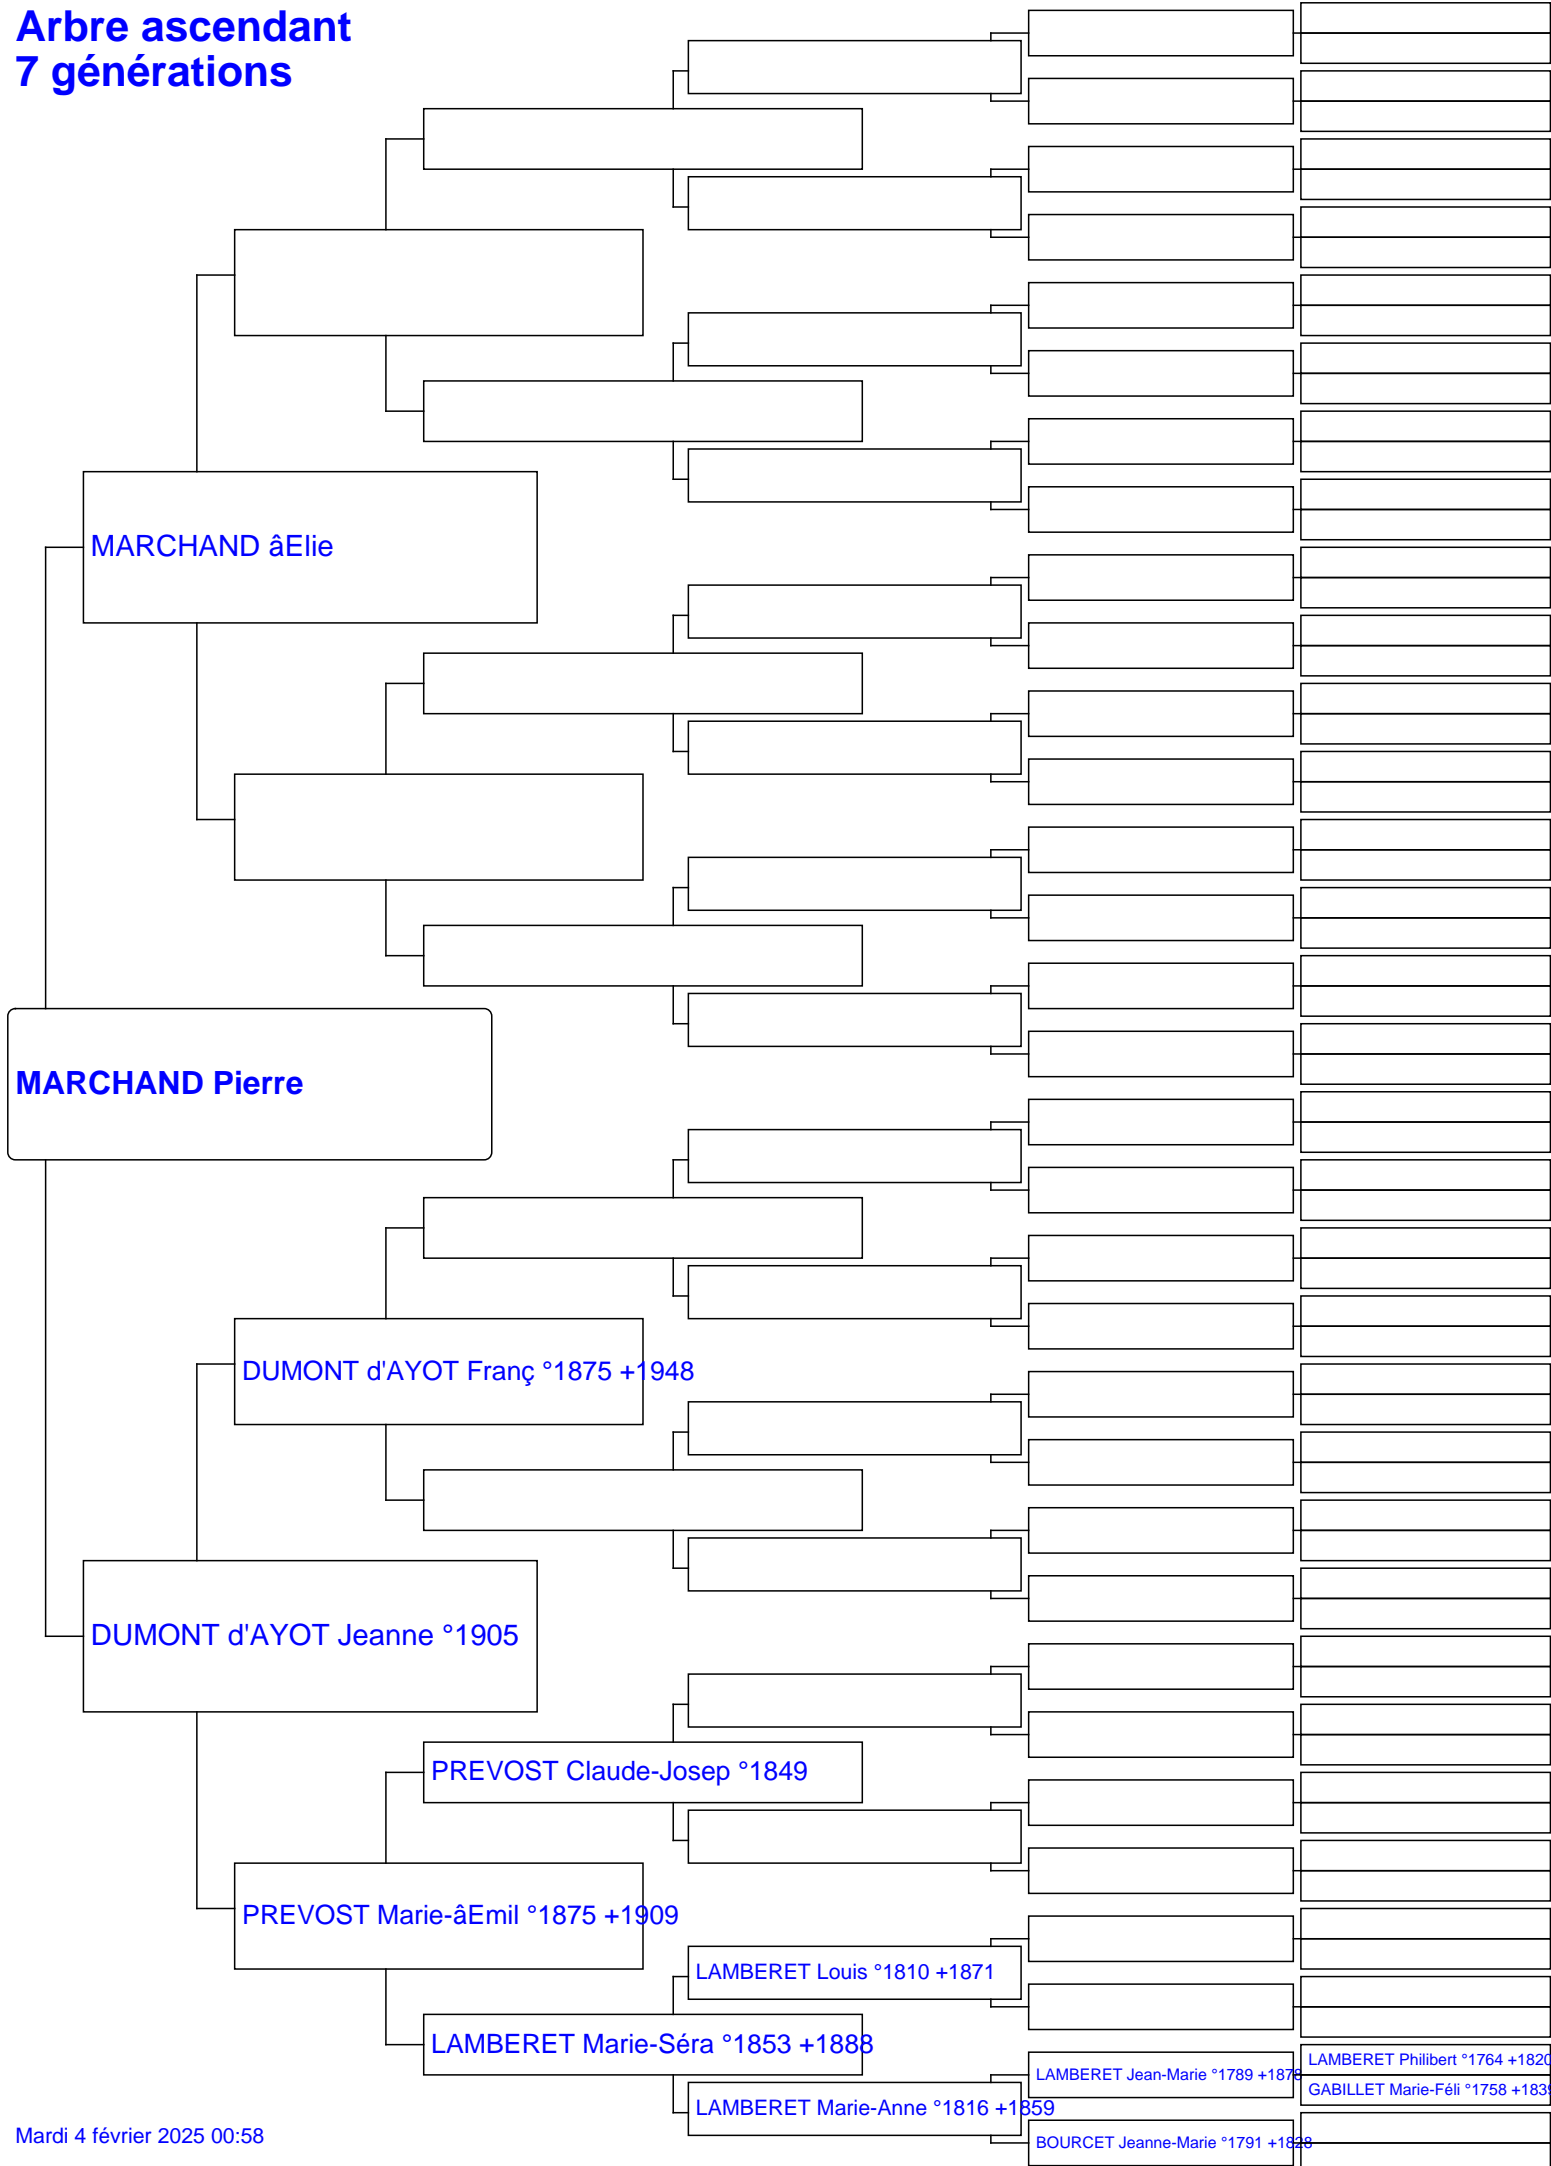 Arbre ascendant
7 générations
MARCHAND âElie
MARCHAND Pierre
DUMONT d'AYOT Franç °1875 +1948
DUMONT d'AYOT Jeanne °1905
PREVOST Claude-Josep °1849
PREVOST Marie-âEmil °1875 +1909
LAMBERET Louis °1810 +1871
LAMBERET Marie-Séra °1853 +1888
LAMBERET Philibert °1764 +1820
LAMBERET Jean-Marie °1789 +1878
GABILLET Marie-Féli °1758 +1839
LAMBERET Marie-Anne °1816 +1859
BOURCET Jeanne-Marie °1791 +1828
Mardi 4 février 2025 00:58